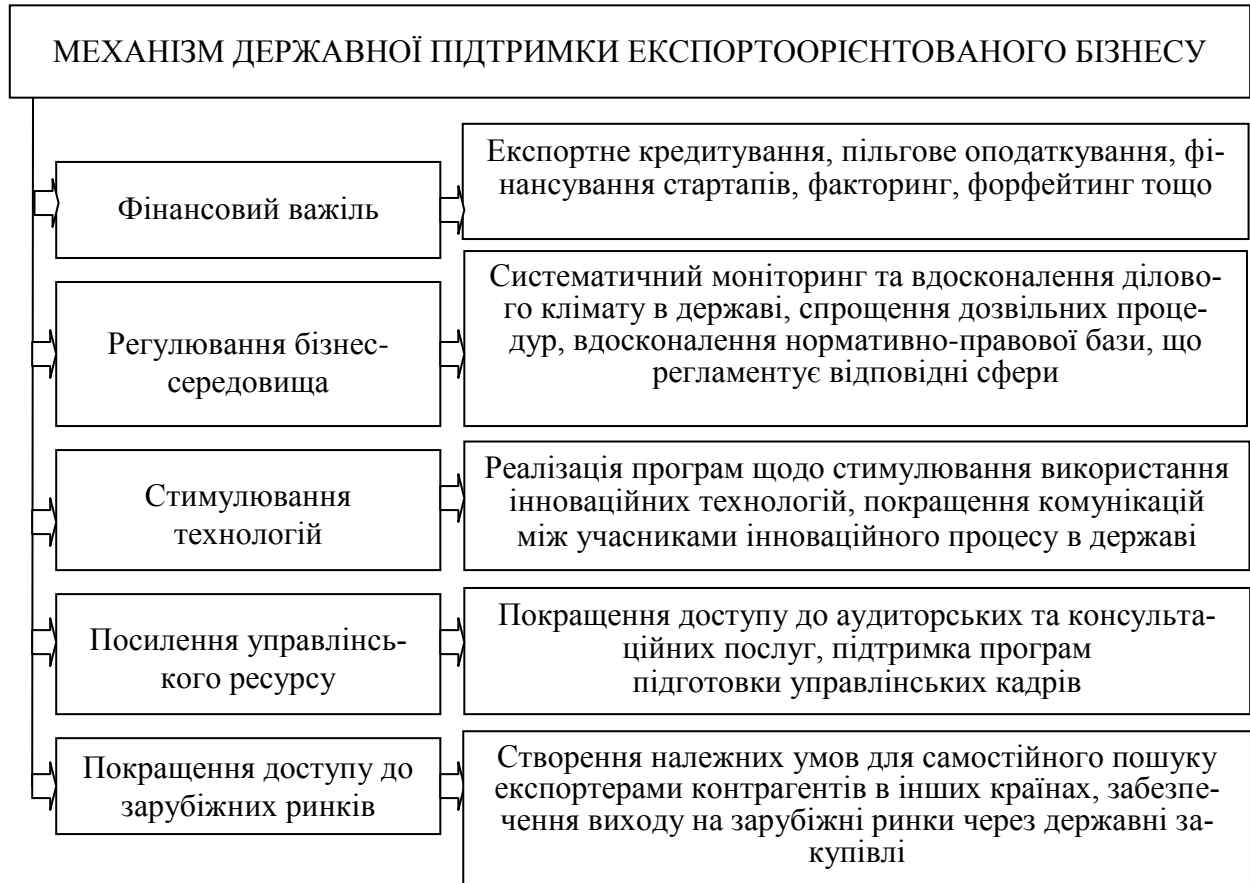 МЕХАНІЗМ ДЕРЖАВНОЇ ПІДТРИМКИ ЕКСПОРТООРІЄНТОВАНОГО БІЗНЕСУ
Фінансовий важіль
Експортне кредитування, пільгове оподаткування, фі-
нансування стартапів, факторинг, форфейтинг тощо
Регулювання бізнес-
середовища
Систематичний моніторинг та вдосконалення ділово-
го клімату в державі, спрощення дозвільних проце-
дур, вдосконалення нормативно-правової бази, що
регламентує відповідні сфери
Стимулювання
технологій
Реалізація програм щодо стимулювання використання
інноваційних технологій, покращення комунікацій
між учасниками інноваційного процесу в державі
Посилення управлінсь-
кого ресурсу
Покращення доступу до аудиторських та консульта-
ційних послуг, підтримка програм
підготовки управлінських кадрів
Покращення доступу до
зарубіжних ринків
Створення належних умов для самостійного пошуку
експортерами контрагентів в інших країнах, забезпе-
чення виходу на зарубіжні ринки через державні за-
купівлі